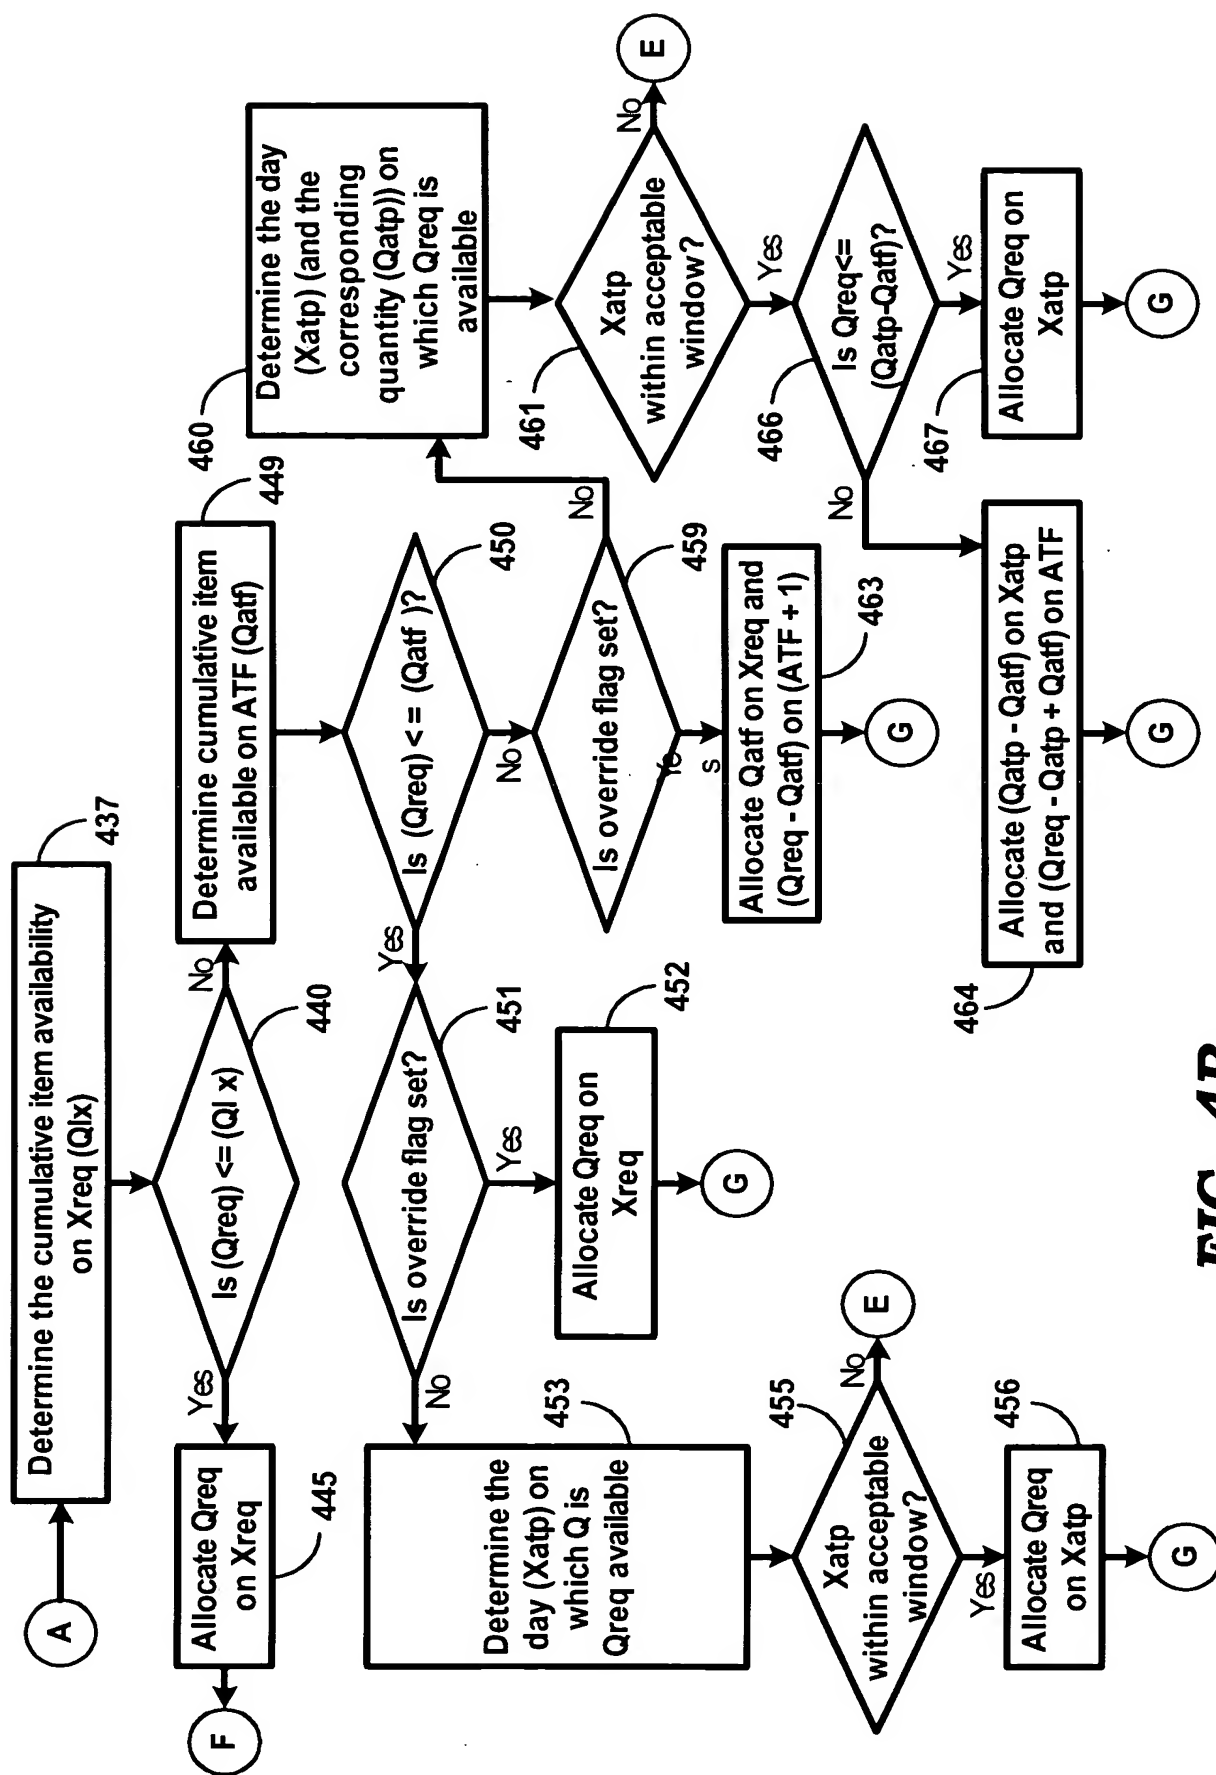 A
Determine the cumulative item availability
on Xreq (QIx)
437
Is (Qreq) <= (QI x)
440
Yes
No
Allocate Qreq
on Xreq
445
F
Determine cumulative item
available on ATF (Qatf)
449
Is (Qreq) < = (Qatf )?
450
Yes
No
Is override flag set?
451
No
Yes
Allocate Qreq on
Xreq
452
G
Determine the
day (Xatp) on
which Q is
Qreq available
453
Xatp
within acceptable
window?
455
No
E
Yes
Allocate Qreq
on Xatp
456
G
Is override flag set?
459
No
Ye
s
Allocate Qatf on Xreq and
(Qreq - Qatf) on (ATF + 1)
463
G
Determine the day
(Xatp) (and the
corresponding
quantity (Qatp)) on
which Qreq is
available
460
Xatp
within acceptable
window?
461
No
E
Yes
Is Qreq<=
(Qatp-Qatf)?
466
No
Yes
Allocate Qreq on
Xatp
467
G
Allocate (Qatp - Qatf) on Xatp
and (Qreq - Qatp + Qatf) on ATF
464
G
FIG. 4B